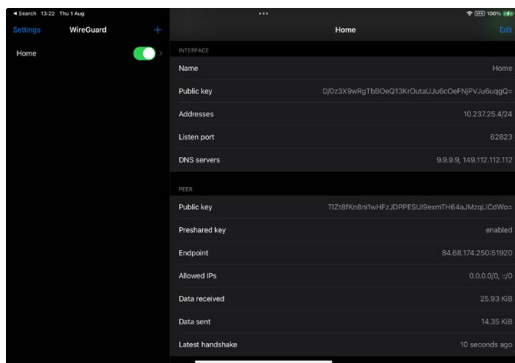 ◀ Search 13:22 Thu 1 Aug
100%
Settings
WireGuard
+
Home
Home
Edit
INTERFACE
Name Home
Public key
Addresses 10.237.25.4/24
Listen port 62823
DNS servers 9.9.9.9, 149.112.112.112
PEER
Public key
Preshared key enabled
Endpoint 84.68.174.250:51920
Allowed IPs 0.0.0.0/0, ::/0
Data received 25.93 KiB
Data sent 14.35 KiB
Latest handshake 10 seconds ago